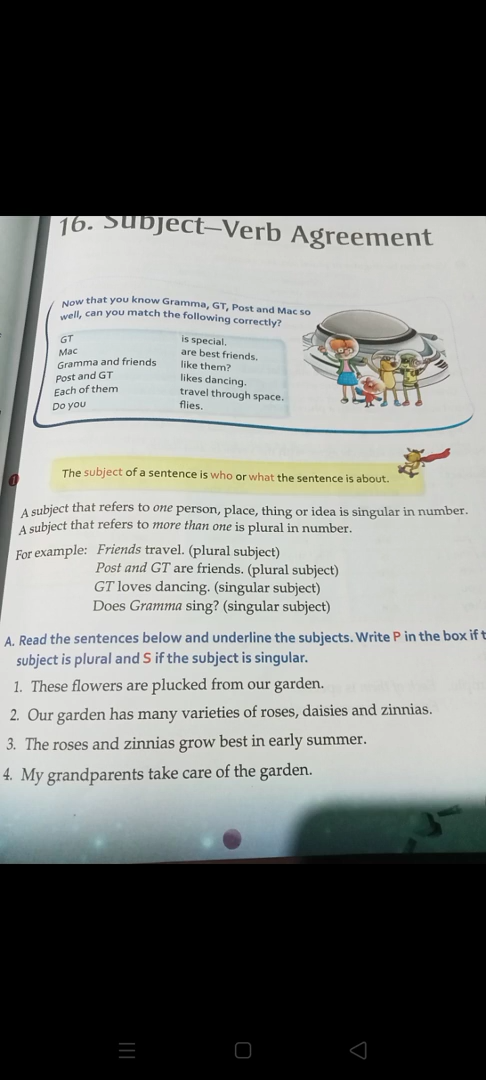 16. Subject–Verb Agreement
Now that you know Gramma, GT, Post and Mac so
well, can you match the following correctly?
GT is special.
Mac are best friends.
Gramma and friends like them?
Post and GT likes dancing.
Each of them travel through space.
Do you flies.
The subject of a sentence is who or what the sentence is about.
A subject that refers to one person, place, thing or idea is singular in number.
A subject that refers to more than one is plural in number.
For example: Friends travel. (plural subject)
Post and GT are friends. (plural subject)
GT loves dancing. (singular subject)
Does Gramma sing? (singular subject)
A. Read the sentences below and underline the subjects. Write P in the box if
subject is plural and S if the subject is singular.
1. These flowers are plucked from our garden.
2. Our garden has many varieties of roses, daisies and zinnias.
3. The roses and zinnias grow best in early summer.
4. My grandparents take care of the garden.